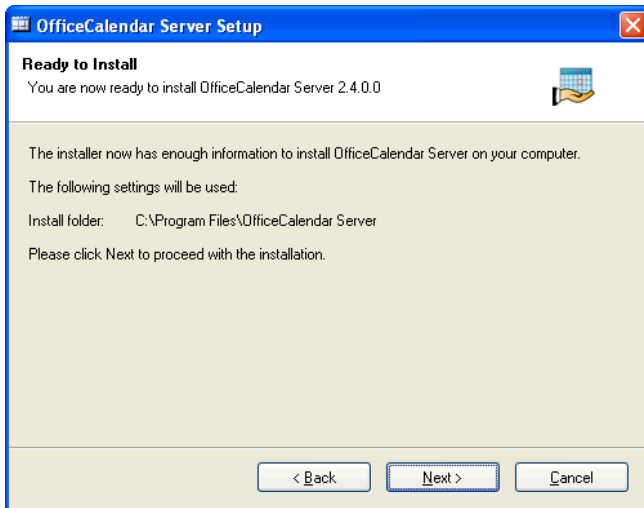 OfficeCalendar Server Setup
Ready to Install
You are now ready to install OfficeCalendar Server 2.4.0.0
The installer now has enough information to install OfficeCalendar Server on your computer.
The following settings will be used:
Install folder: C:\Program Files\OfficeCalendar Server
Please click Next to proceed with the installation.
< Back Next > Cancel